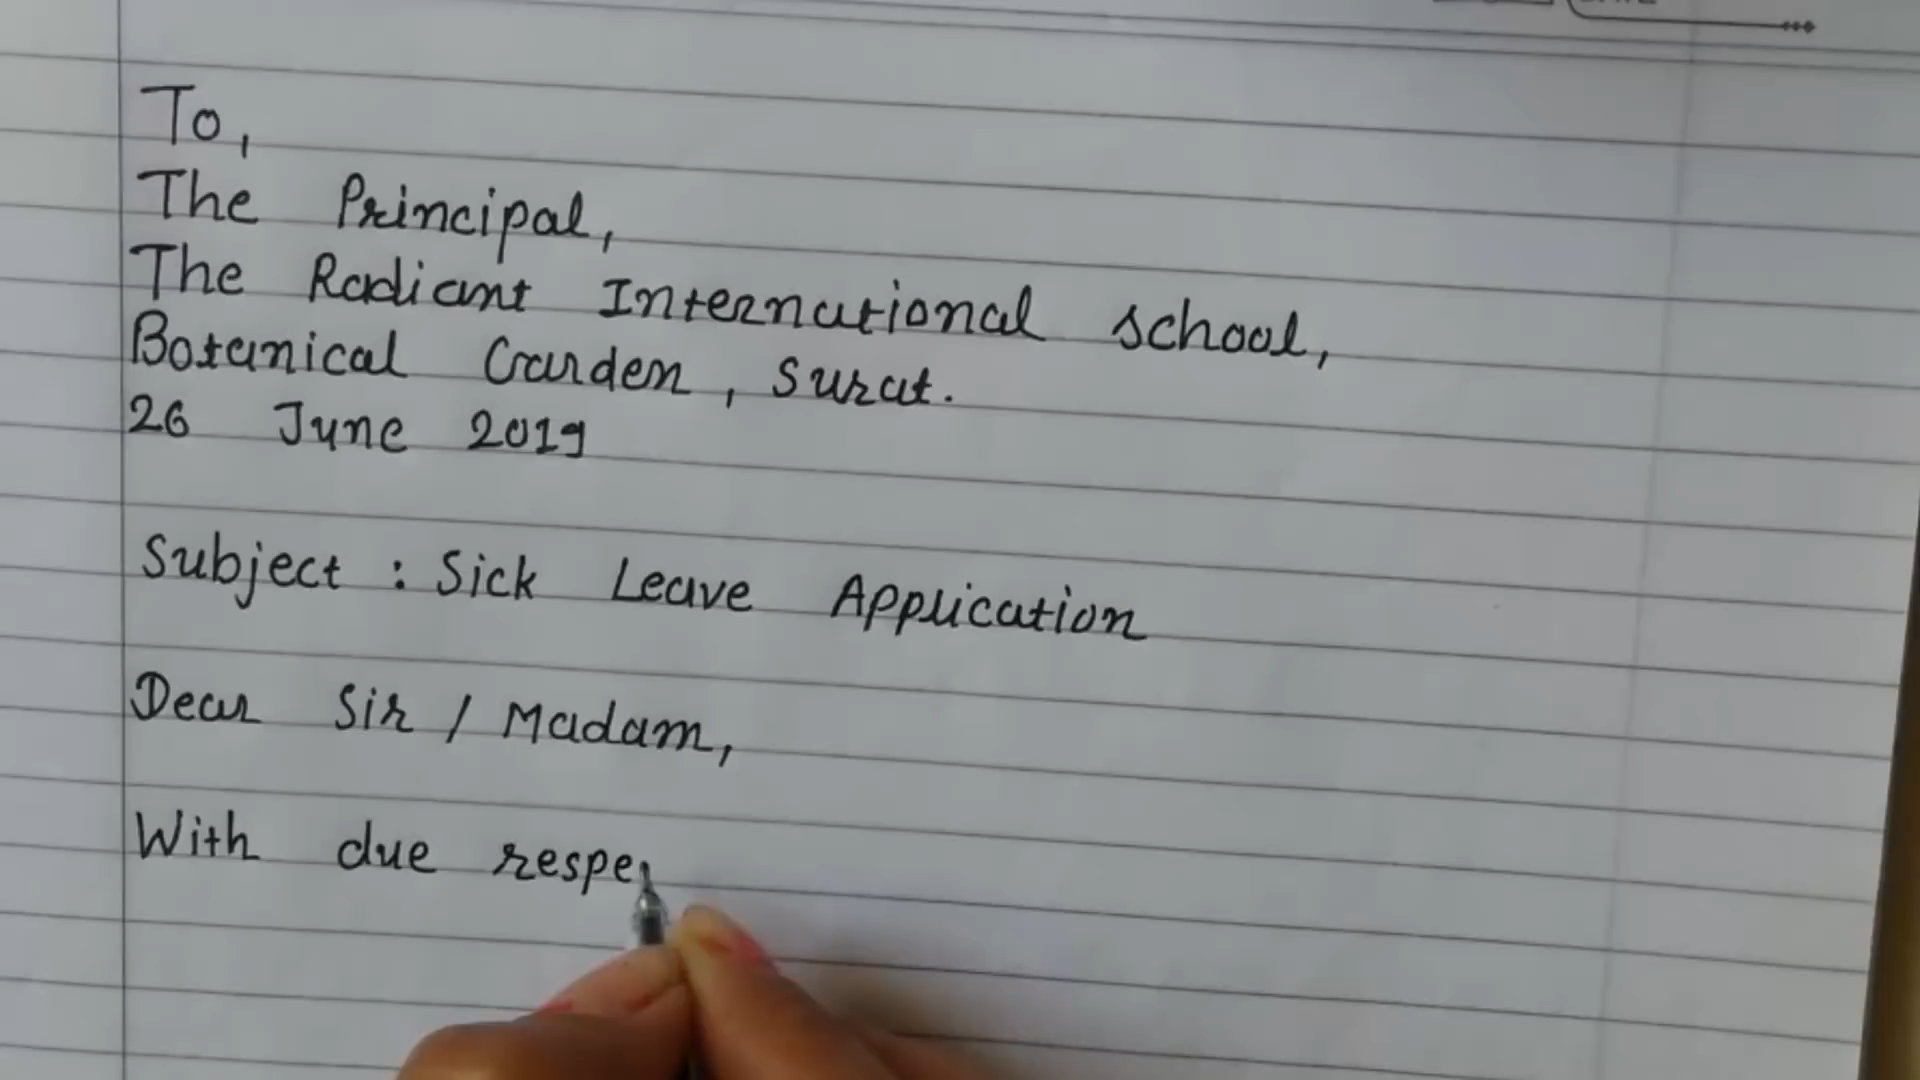 To,
The Principal,
The Radiant International school,
Botanical Garden, Surat.
26 June 2019
Subject : Sick Leave Application
Dear Sir / Madam,
With due respe